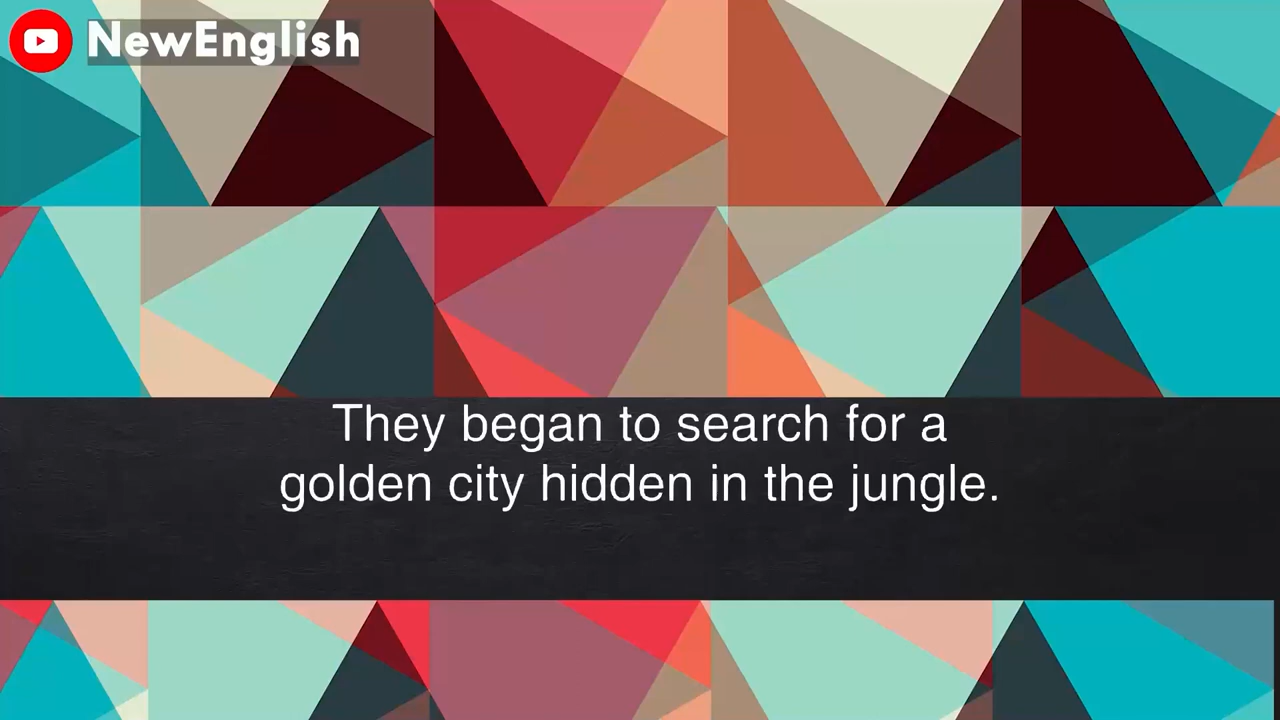 NewEnglish
They began to search for a
golden city hidden in the jungle.